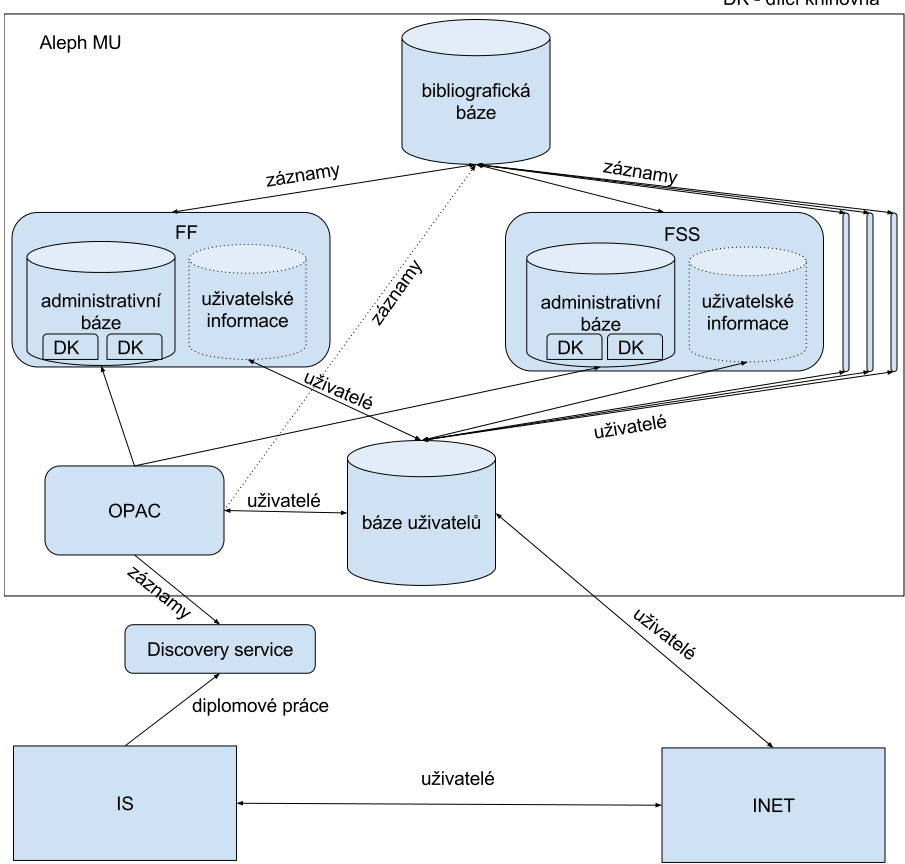 DK - dílčí knihovna
Aleph MU
bibliografická
báze
záznamy
záznamy
FF
FSS
administrativní
báze
DK
DK
uživatelské
informace
záznamy
administrativní
báze
DK
DK
uživatelské
informace
uživatelé
uživatelé
OPAC
uživatelé
báze uživatelů
záznamy
Discovery service
uživatelé
diplomové práce
IS
uživatelé
INET